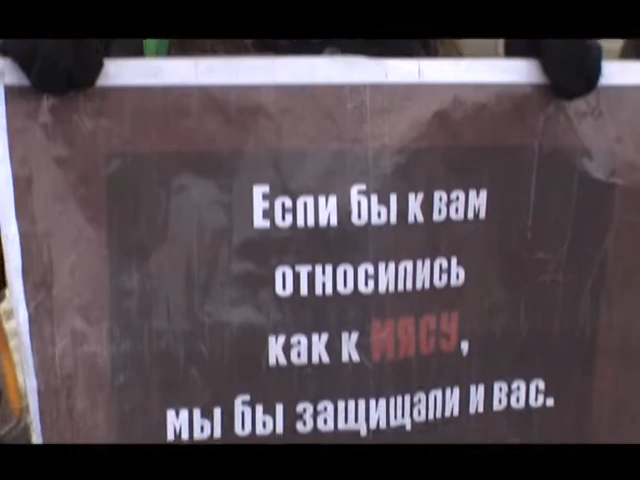 Если бы к вам
относились
как к МЯСУ,
мы бы защищали и вас.